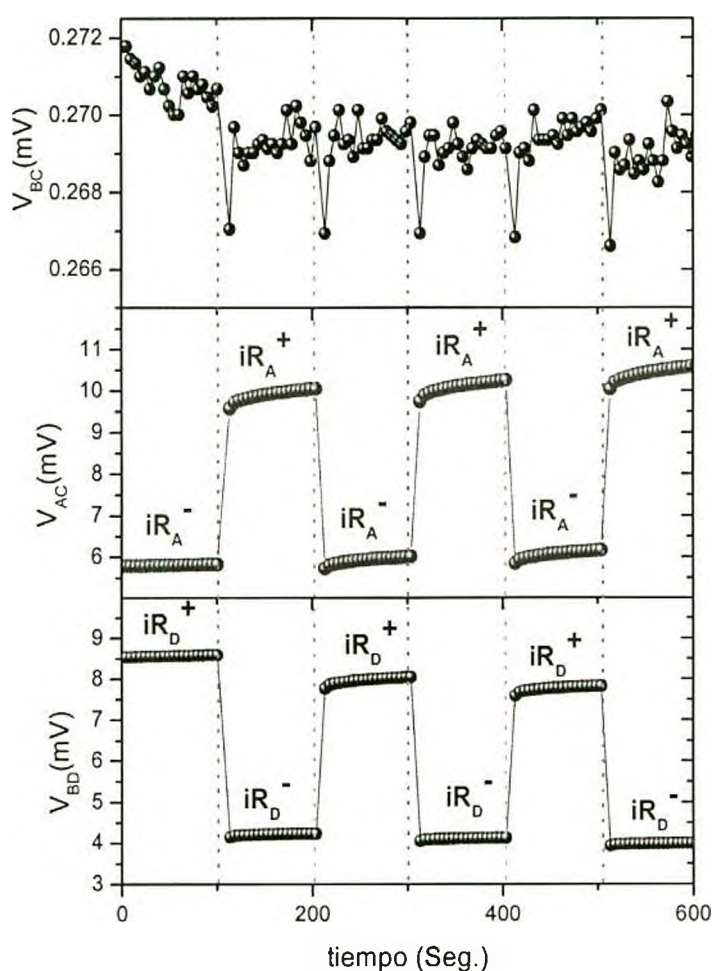 0.272
0.270
0.268
0.266
V_BC(mV)
11
10
9
8
7
6
V_AC(mV)
iR_A^-
iR_A^+
iR_A^-
iR_A^+
iR_A^-
iR_A^+
9
8
7
6
5
4
3
V_BD(mV)
iR_D^+
iR_D^-
iR_D^+
iR_D^-
iR_D^+
iR_D^-
0 200 400 600
tiempo (Seg.)